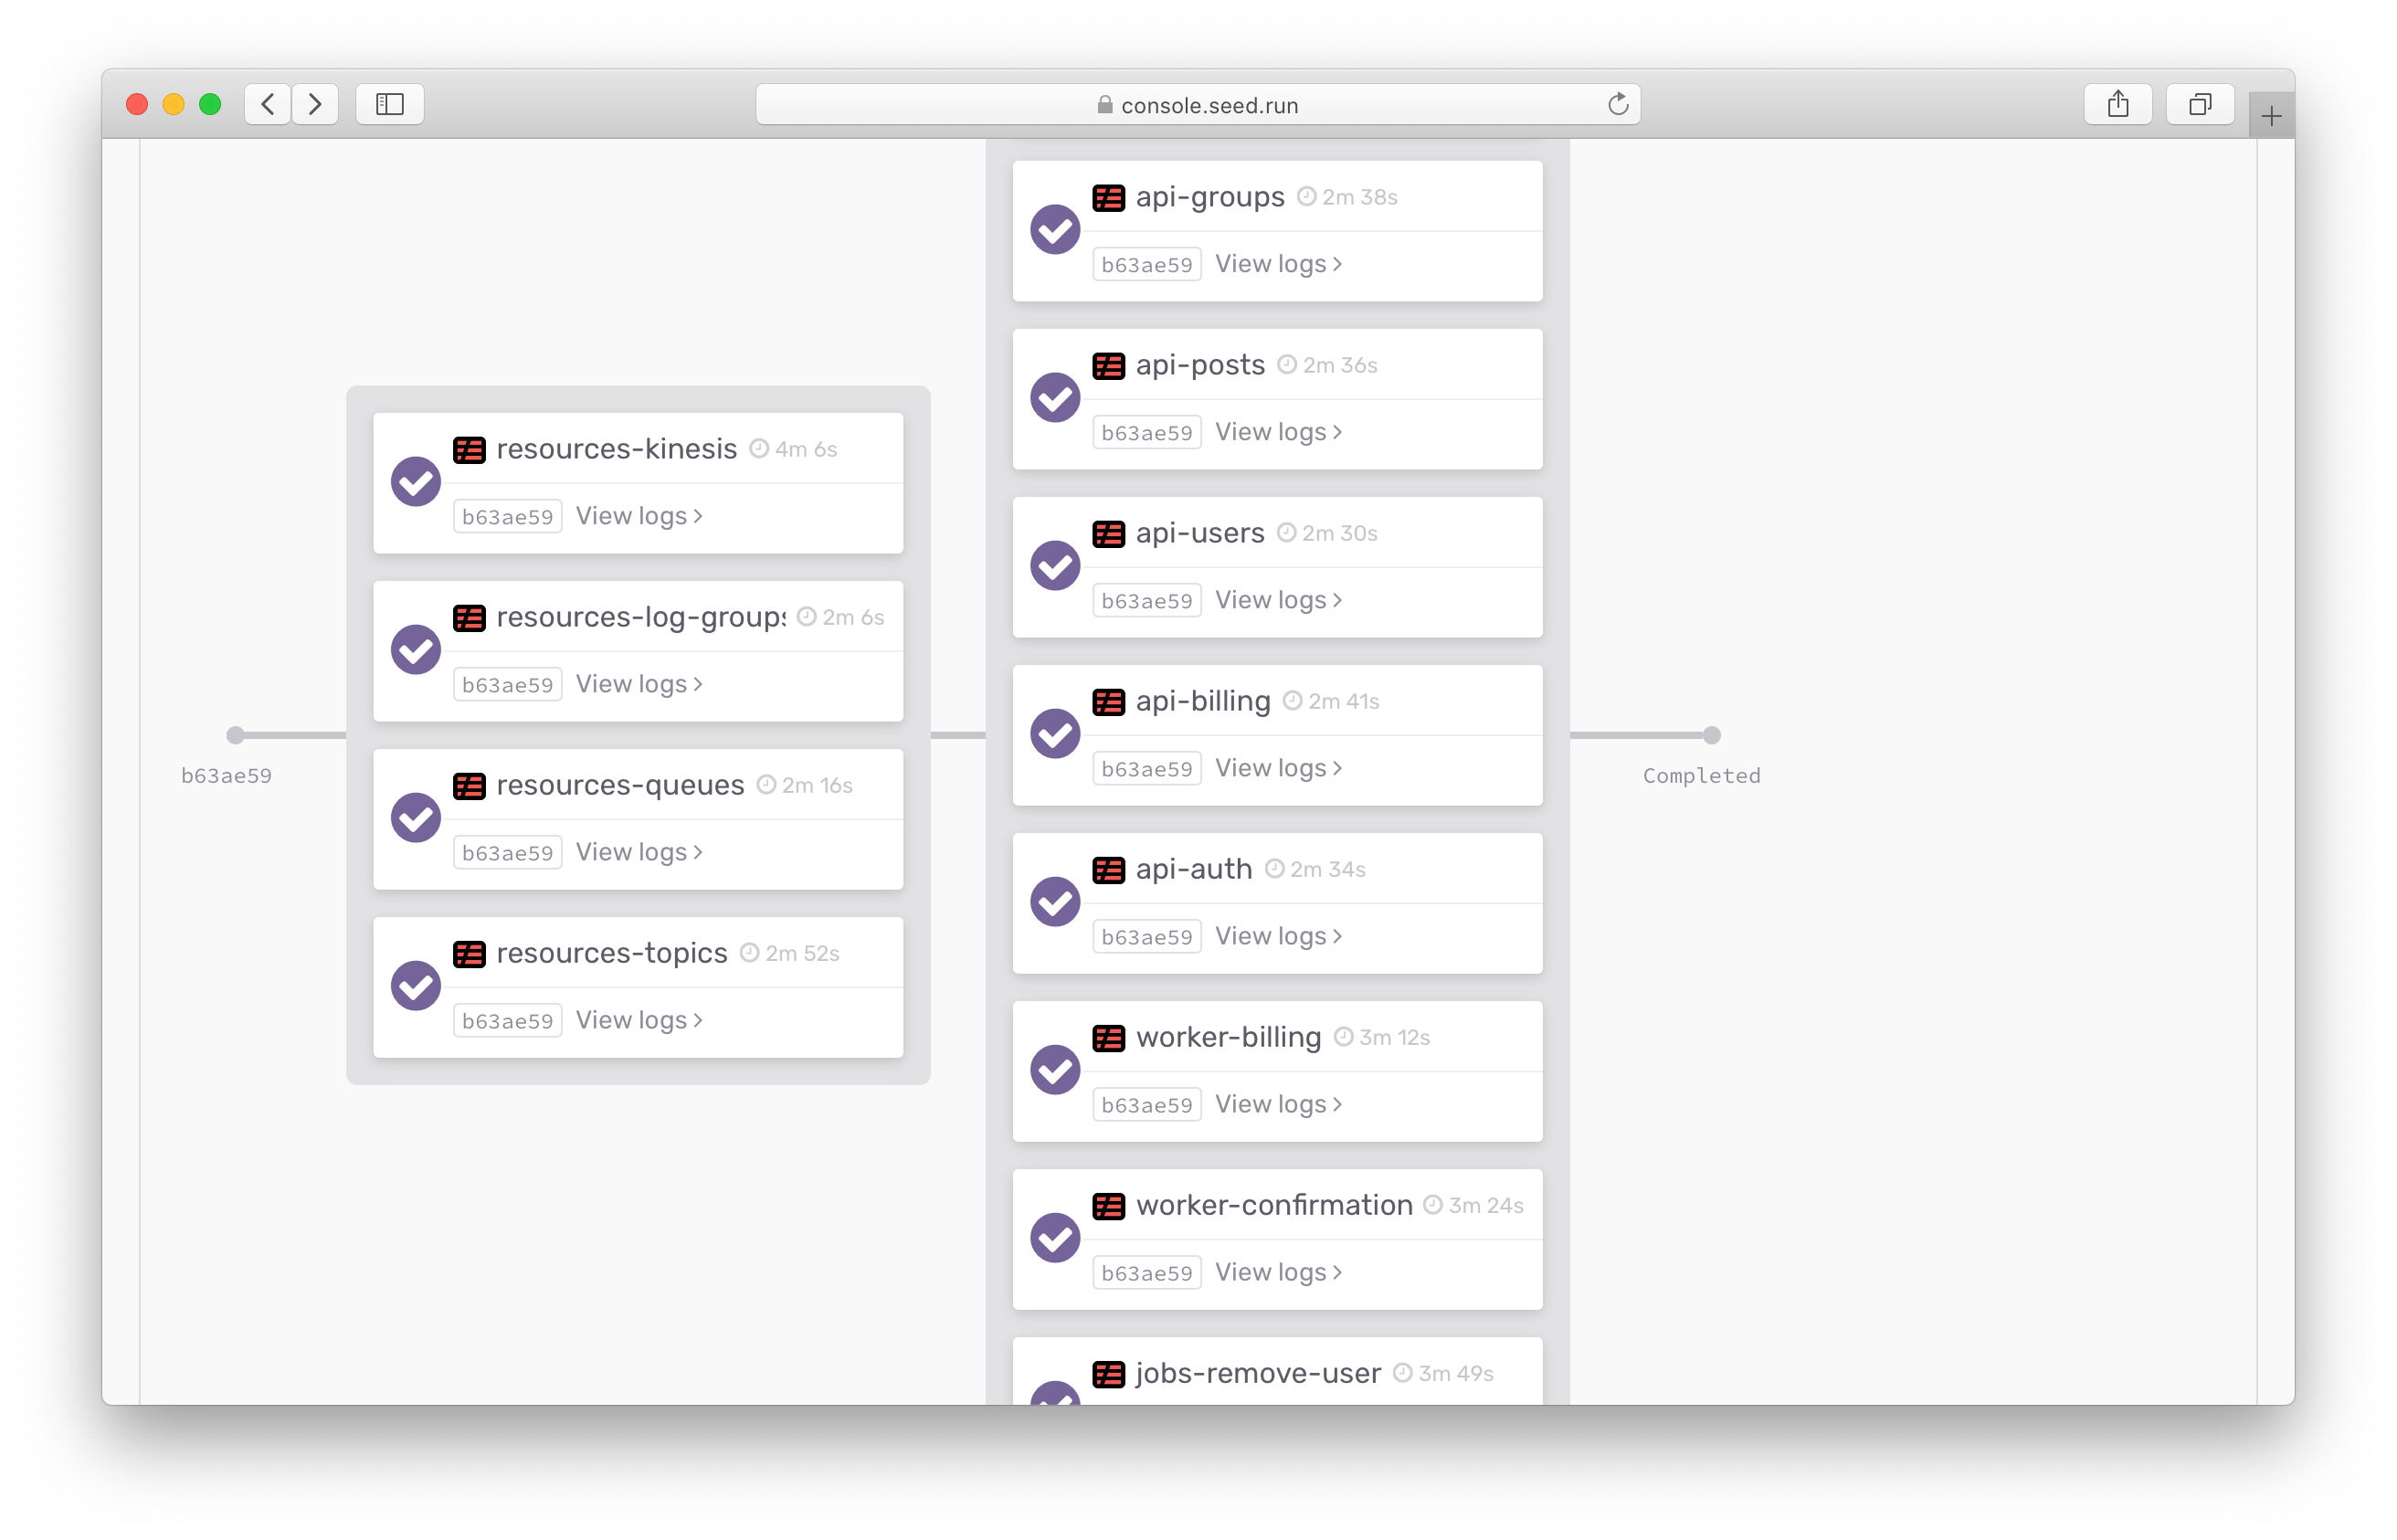 console.seed.run
b63ae59
resources-kinesis 4m 6s
b63ae59 View logs
resources-log-groups 2m 6s
b63ae59 View logs
resources-queues 2m 16s
b63ae59 View logs
resources-topics 2m 52s
b63ae59 View logs
api-groups 2m 38s
b63ae59 View logs
api-posts 2m 36s
b63ae59 View logs
api-users 2m 30s
b63ae59 View logs
api-billing 2m 41s
b63ae59 View logs
api-auth 2m 34s
b63ae59 View logs
worker-billing 3m 12s
b63ae59 View logs
worker-confirmation 3m 24s
b63ae59 View logs
jobs-remove-user 3m 49s
Completed